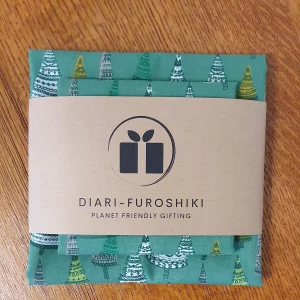 DIARI-FUROSHIKI
PLANET FRIENDLY GIFTING